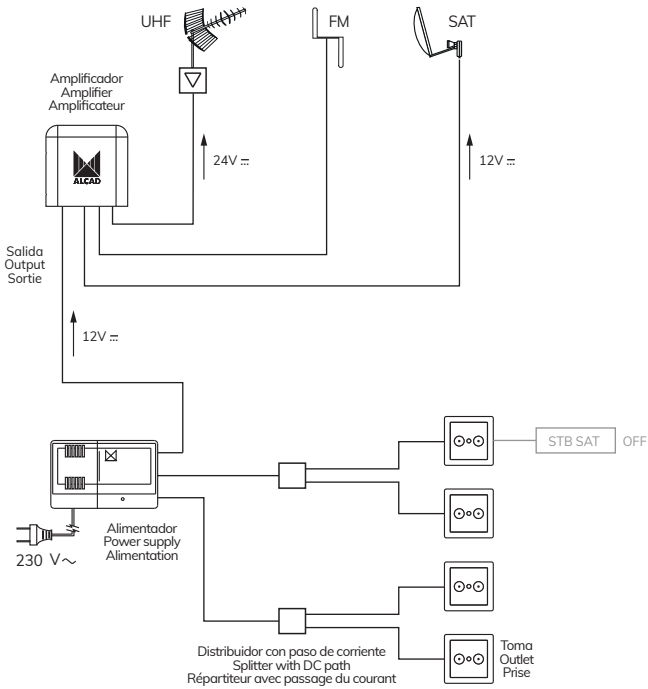 UHF
FM
SAT
Amplificador
Amplifier
Amplificateur
24V ⎓
12V ⎓
ALCAD
Salida
Output
Sortie
12V ⎓
STB SAT
OFF
Alimentador
Power supply
Alimentation
230 V～
Distribuidor con paso de corriente
Splitter with DC path
Répartiteur avec passage du courant
Toma
Outlet
Prise